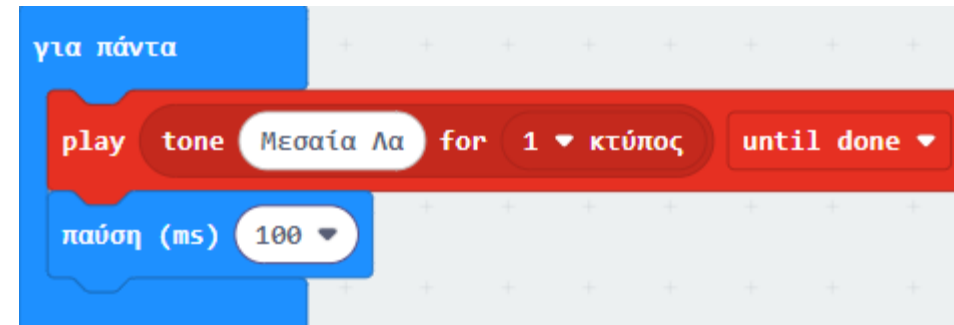 για πάντα
play tone Μεσαία Λα for 1 κτύπος until done
παύση (ms) 100